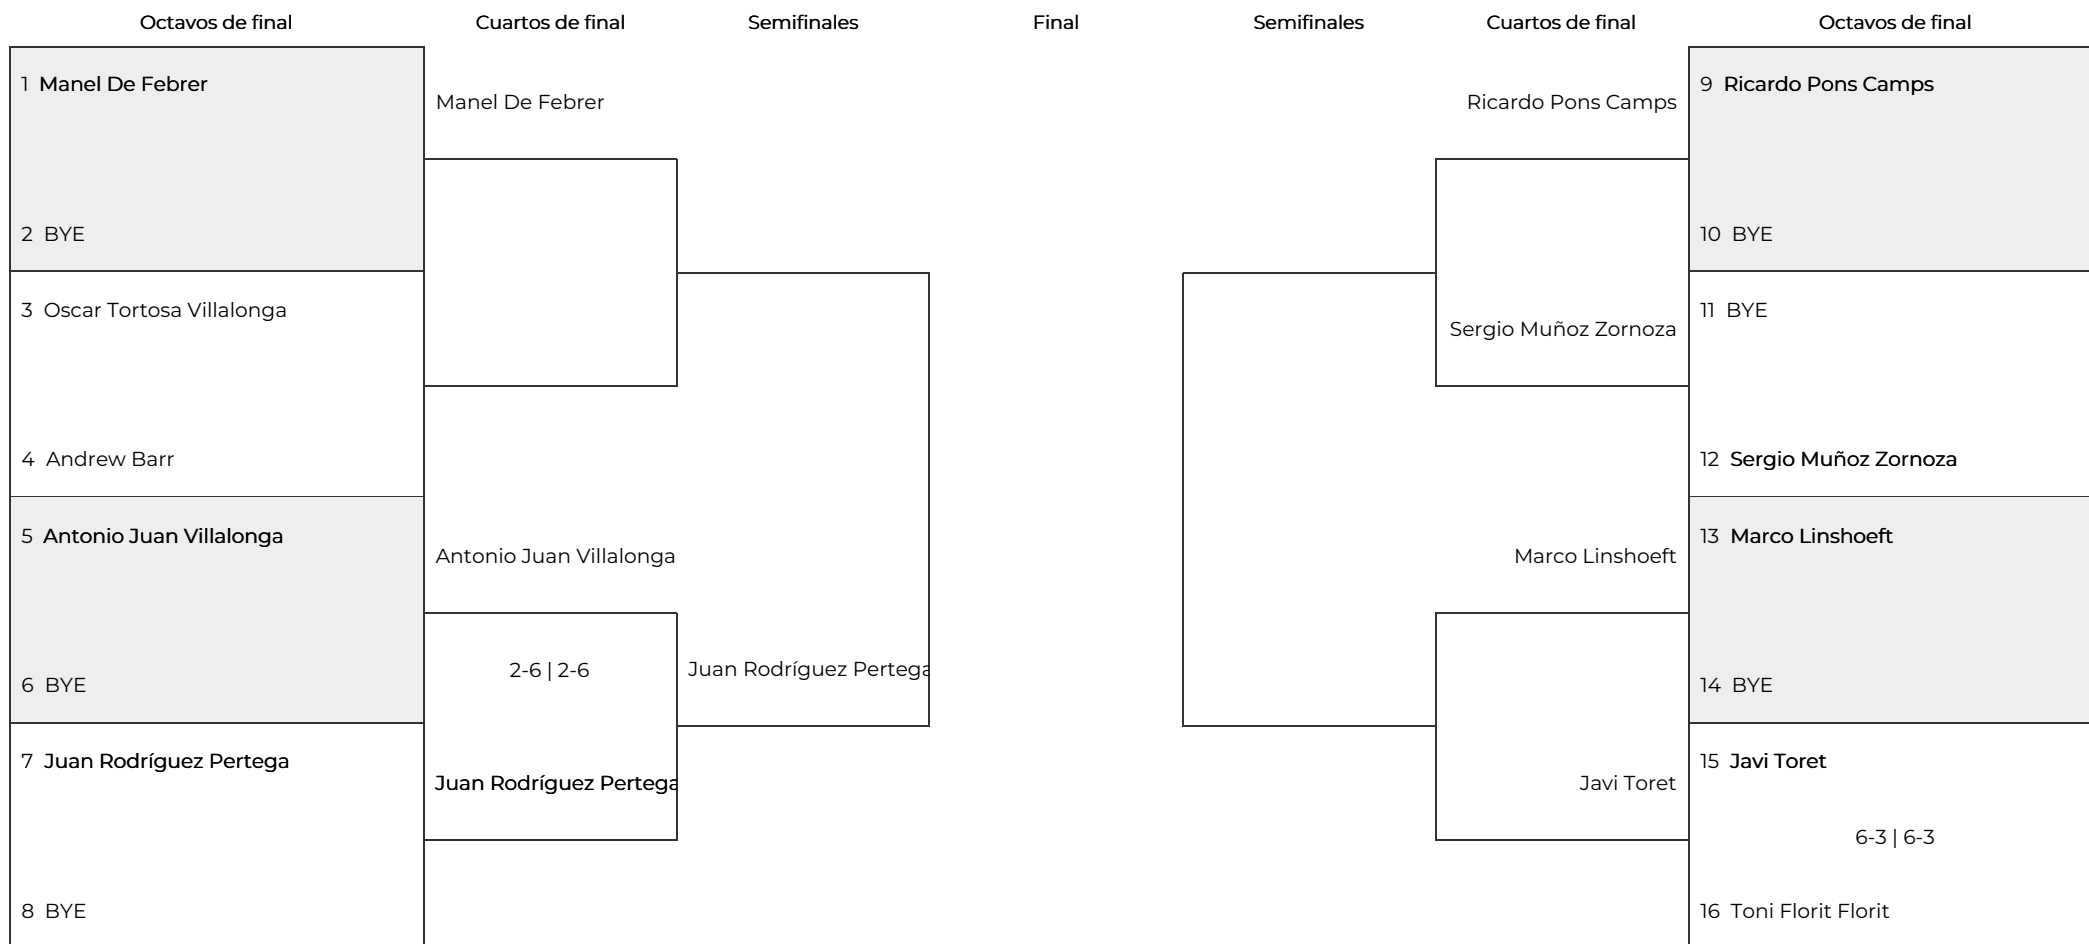 Octavos de final
Cuartos de final
Semifinales
Final
Semifinales
Cuartos de final
Octavos de final
1 Manel De Febrer
2 BYE
3 Oscar Tortosa Villalonga
4 Andrew Barr
5 Antonio Juan Villalonga
6 BYE
7 Juan Rodríguez Pertega
8 BYE
Manel De Febrer
Antonio Juan Villalonga
2-6 | 2-6
Juan Rodríguez Pertega
Juan Rodríguez Pertega
Ricardo Pons Camps
Sergio Muñoz Zornoza
Marco Linshoeft
Javi Toret
9 Ricardo Pons Camps
10 BYE
11 BYE
12 Sergio Muñoz Zornoza
13 Marco Linshoeft
14 BYE
15 Javi Toret
6-3 | 6-3
16 Toni Florit Florit